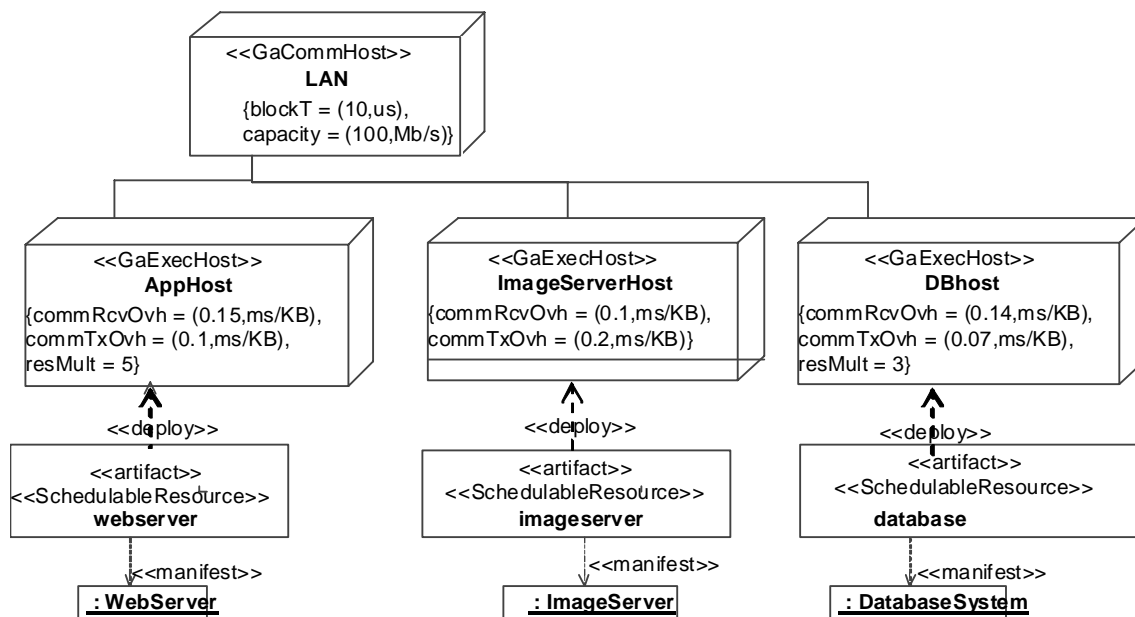 <<GaCommHost>>
LAN
{blockT = (10,us),
capacity = (100,Mb/s)}
<<GaExecHost>>
AppHost
{commRcvOvh = (0.15,ms/KB),
commTxOvh = (0.1,ms/KB),
resMult = 5}
<<GaExecHost>>
ImageServerHost
{commRcvOvh = (0.1,ms/KB),
commTxOvh = (0.2,ms/KB)}
<<GaExecHost>>
DBhost
{commRcvOvh = (0.14,ms/KB),
commTxOvh = (0.07,ms/KB),
resMult = 3}
<<deploy>>
<<deploy>>
<<deploy>>
<<artifact>>
<<SchedulableResource>>
webserver
<<artifact>>
<<SchedulableResource>>
imageserver
<<artifact>>
<<SchedulableResource>>
database
<<manifest>>
<<manifest>>
<<manifest>>
: WebServer
: ImageServer
: DatabaseSystem